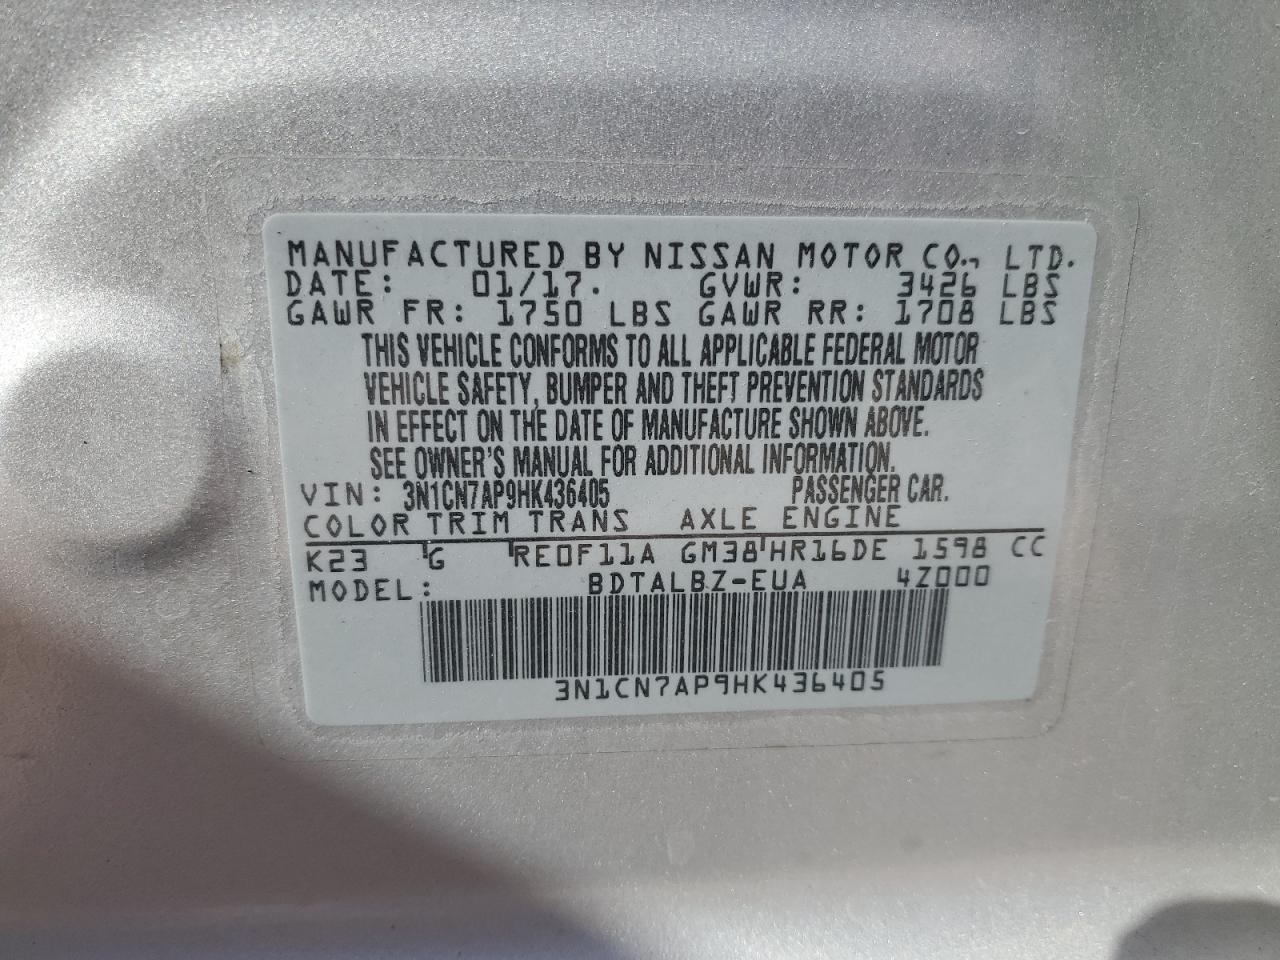 MANUFACTURED BY NISSAN MOTOR CO., LTD.
DATE: 01/17. GVWR: 3426 LBS
GAWR FR: 1750 LBS GAWR RR: 1708 LBS
THIS VEHICLE CONFORMS TO ALL APPLICABLE FEDERAL MOTOR
VEHICLE SAFETY, BUMPER AND THEFT PREVENTION STANDARDS
IN EFFECT ON THE DATE OF MANUFACTURE SHOWN ABOVE.
SEE OWNER'S MANUAL FOR ADDITIONAL INFORMATION.
VIN: 3N1CN7AP9HK436405 PASSENGER CAR.
COLOR TRIM TRANS AXLE ENGINE
K23 G RE0F11A GM38 HR16DE 1598 CC
MODEL: BDTALBZ-EUA 4Z000
3N1CN7AP9HK436405